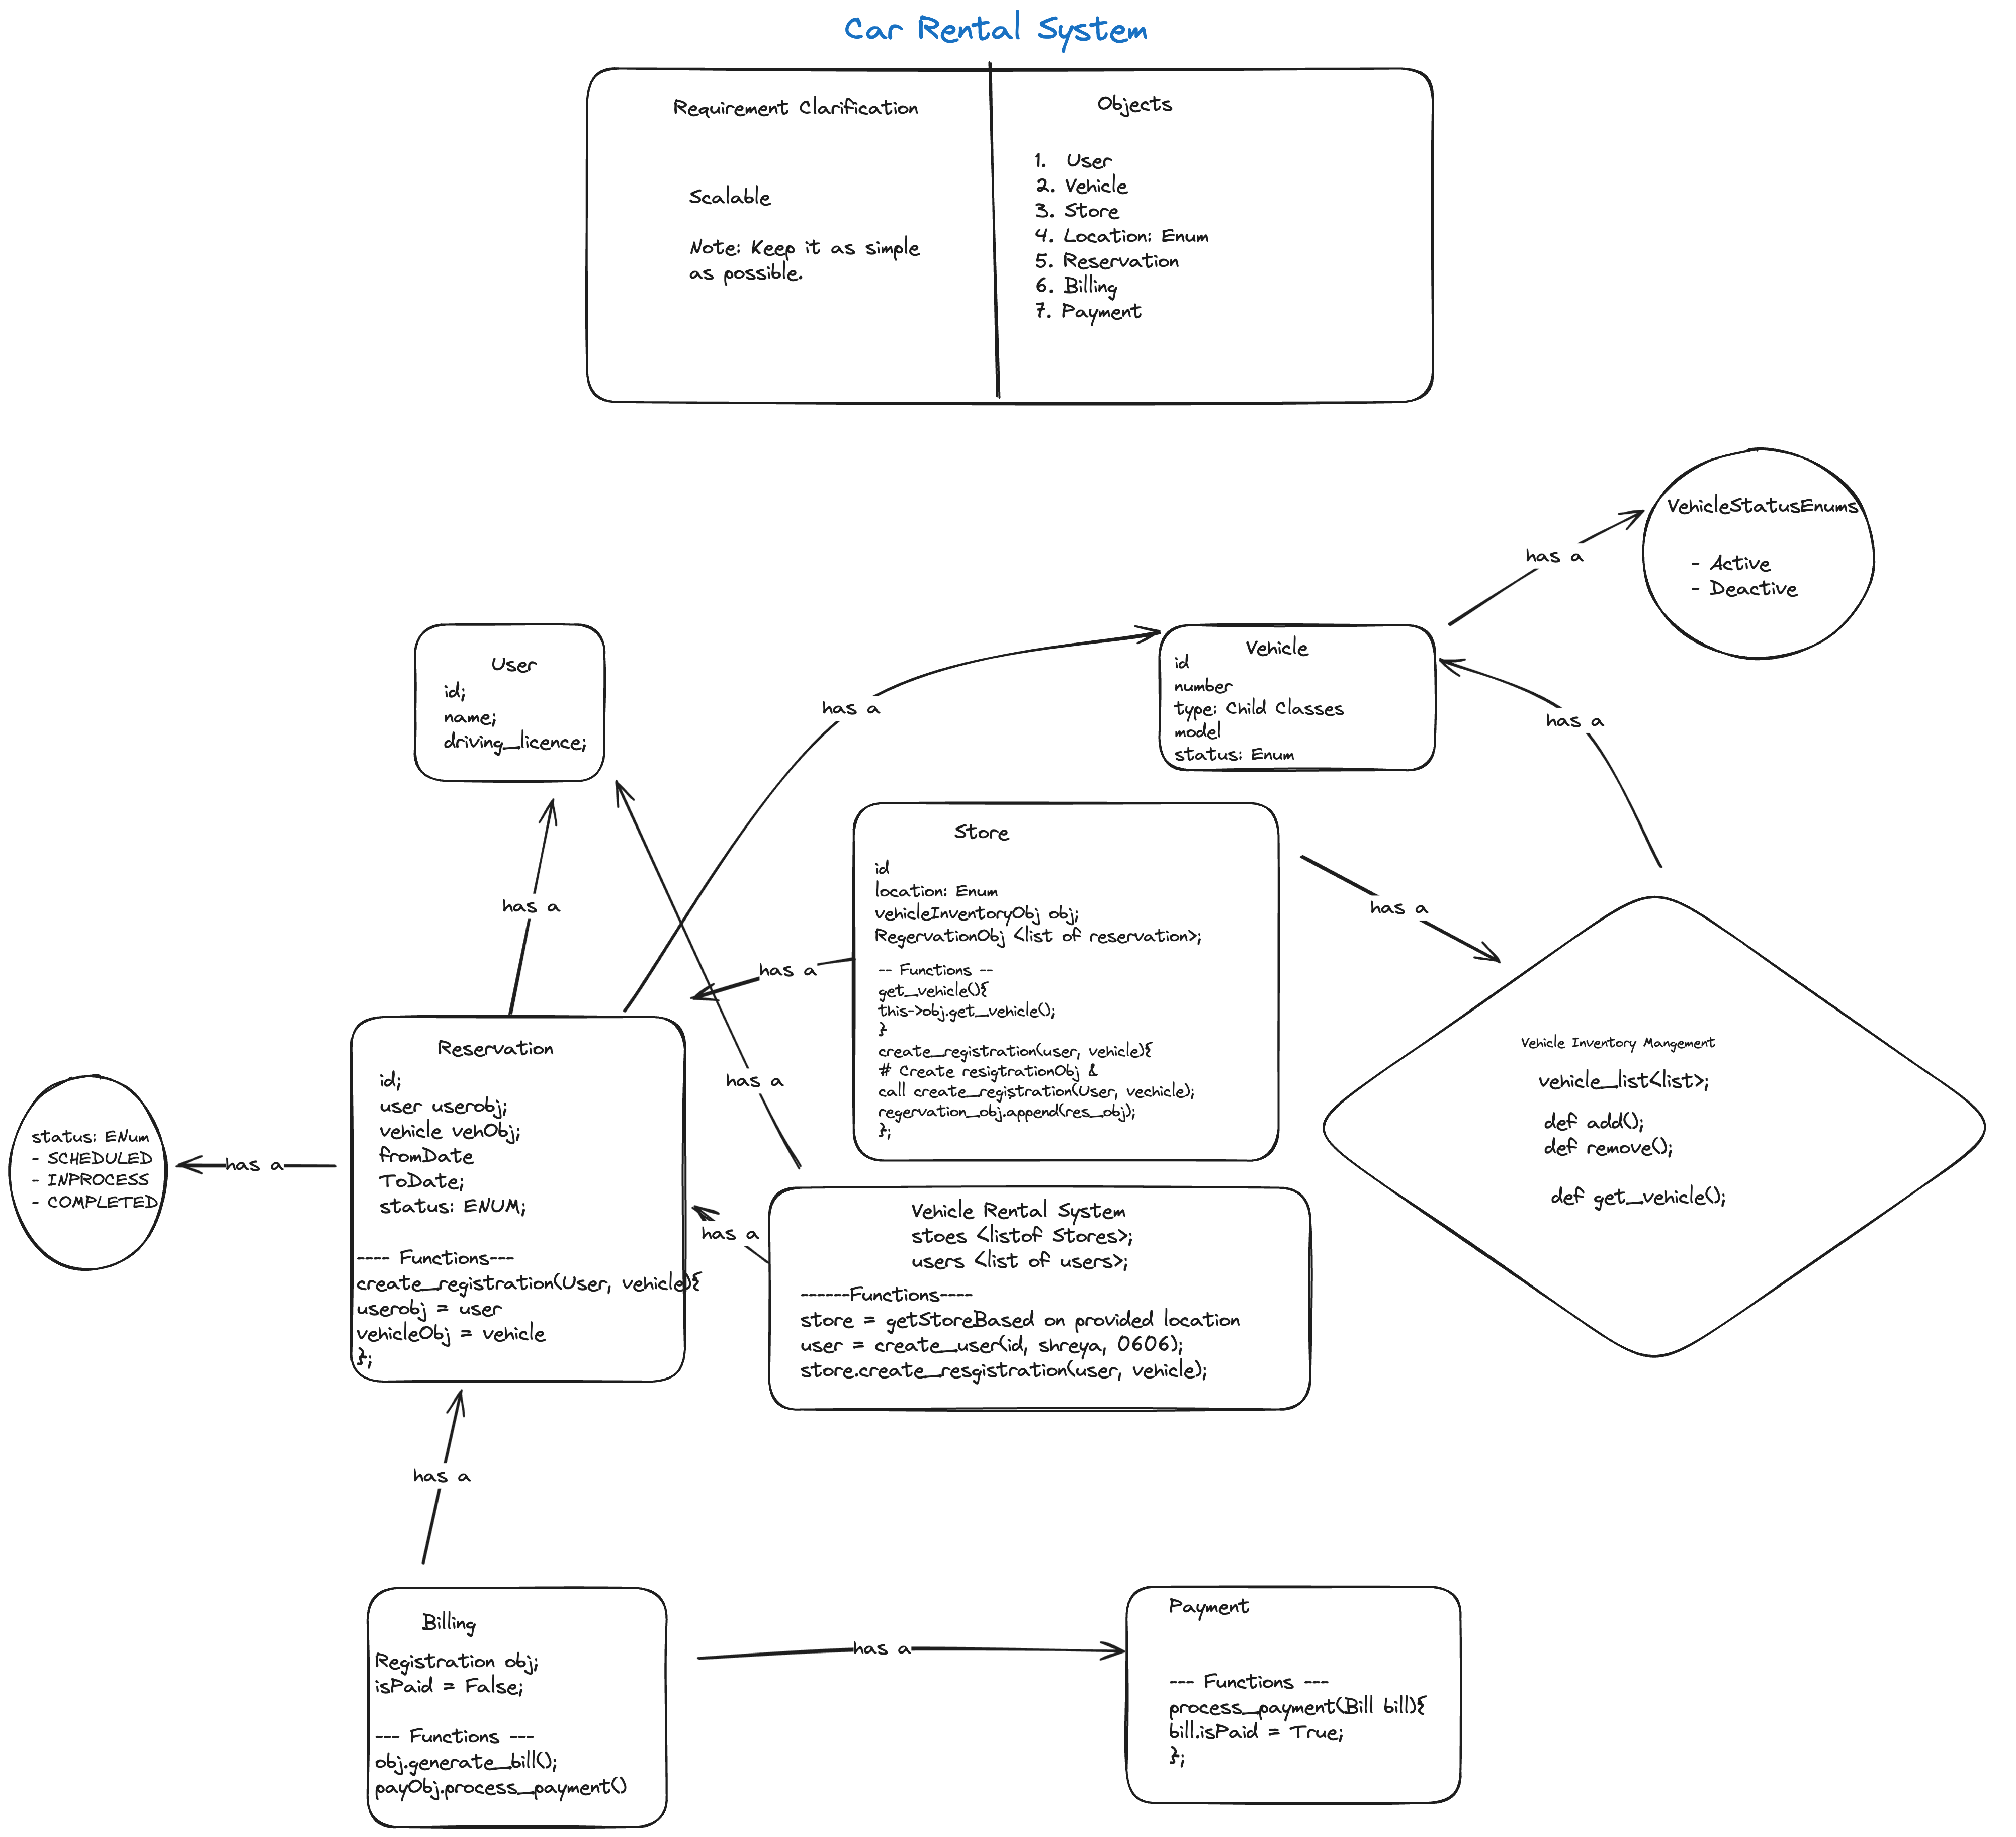 Car Rental System
Requirement Clarification
Scalable
Note: Keep it as simple
as possible.
Objects
1. User
2. Vehicle
3. Store
4. Location: Enum
5. Reservation
6. Billing
7. Payment
VehicleStatusEnums
- Active
- Deactive
has a
User
id;
name;
driving_licence;
has a
Vehicle
id
number
type: Child Classes
model
status: Enum
has a
Store
id
location: Enum
vehicleInventoryObj obj;
RegervationObj <list of reservation>;
-- Functions --
get_vehicle(){
this->obj.get_vehicle();
}
create_registration(user, vehicle){
# Create resigtrationObj &
call create_registration(User, vechicle);
regervation_obj.append(res_obj);
};
has a
has a
has a
has a
Vehicle Inventory Mangement
vehicle_list<list>;
def add();
def remove();
def get_vehicle();
Reservation
id;
user userobj;
vehicle vehObj;
fromDate
ToDate;
status: ENUM;
---- Functions---
create_registration(User, vehicle){
userobj = user
vehicleObj = vehicle
};
has a
status: ENum
- SCHEDULED
- INPROCESS
- COMPLETED
has a
has a
Vehicle Rental System
stoes <listof Stores>;
users <list of users>;
------Functions----
store = getStoreBased on provided location
user = create_user(id, shreya, 0606);
store.create_resgistration(user, vehicle);
has a
Billing
Registration obj;
isPaid = False;
--- Functions ---
obj.generate_bill();
payObj.process_payment()
has a
Payment
--- Functions ---
process_payment(Bill bill){
bill.isPaid = True;
};